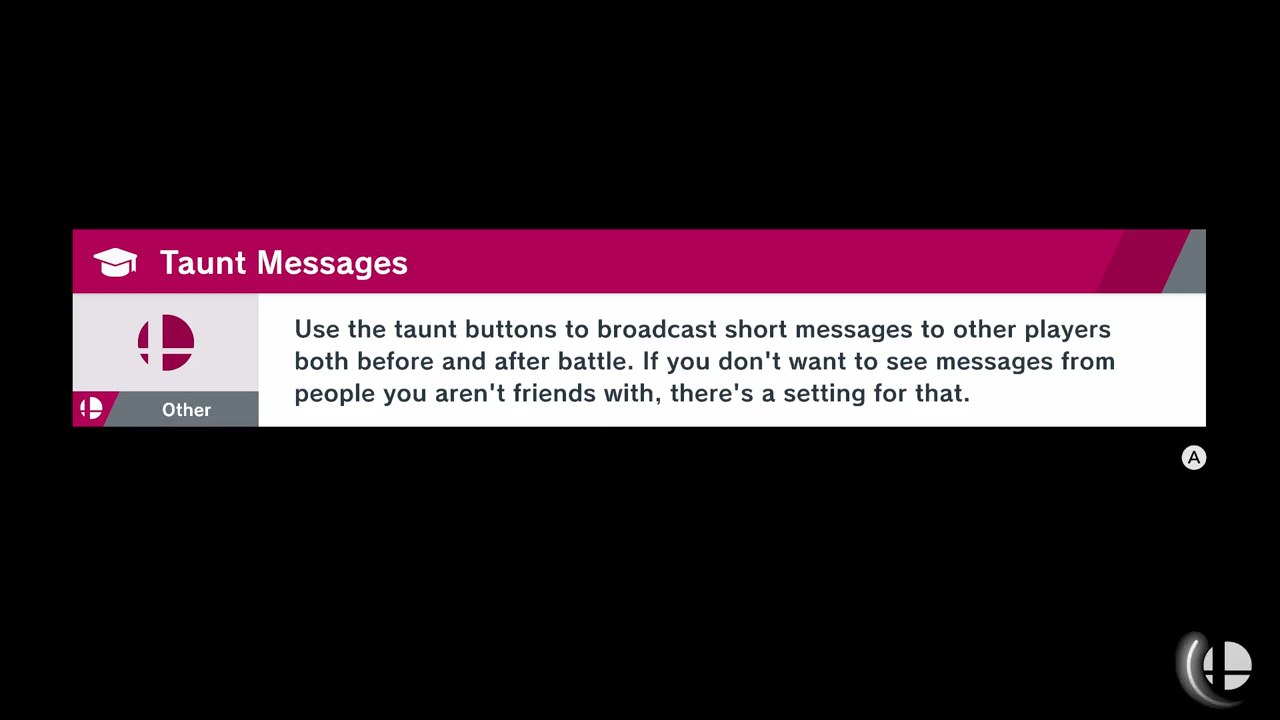 Taunt Messages
Use the taunt buttons to broadcast short messages to other players
both before and after battle. If you don't want to see messages from
people you aren't friends with, there's a setting for that.
Other
A